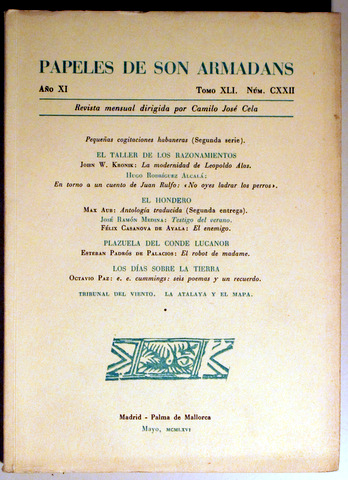 PAPELES DE SON ARMADANS
Año XI Tomo XLI. Núm. CXXII
Revista mensual dirigida por Camilo José Cela
Pequeñas cogitaciones habaneras (Segunda serie).
EL TALLER DE LOS RAZONAMIENTOS
John W. Kronik: La modernidad de Leopoldo Alas.
Hugo Rodríguez Alcalá:
En torno a un cuento de Juan Rulfo: «No oyes ladrar los perros».
EL HONDERO
Max Aub: Antología traducida (Segunda entrega).
José Ramón Medina: Testigo del verano.
Félix Casanova de Ayala: El enemigo.
PLAZUELA DEL CONDE LUCANOR
Esteban Padrós de Palacios: El robot de madame.
LOS DÍAS SOBRE LA TIERRA
Octavio Paz: e. e. cummings: seis poemas y un recuerdo.
TRIBUNAL DEL VIENTO. LA ATALAYA Y EL MAPA.
Madrid - Palma de Mallorca
Mayo, MCMLXVI